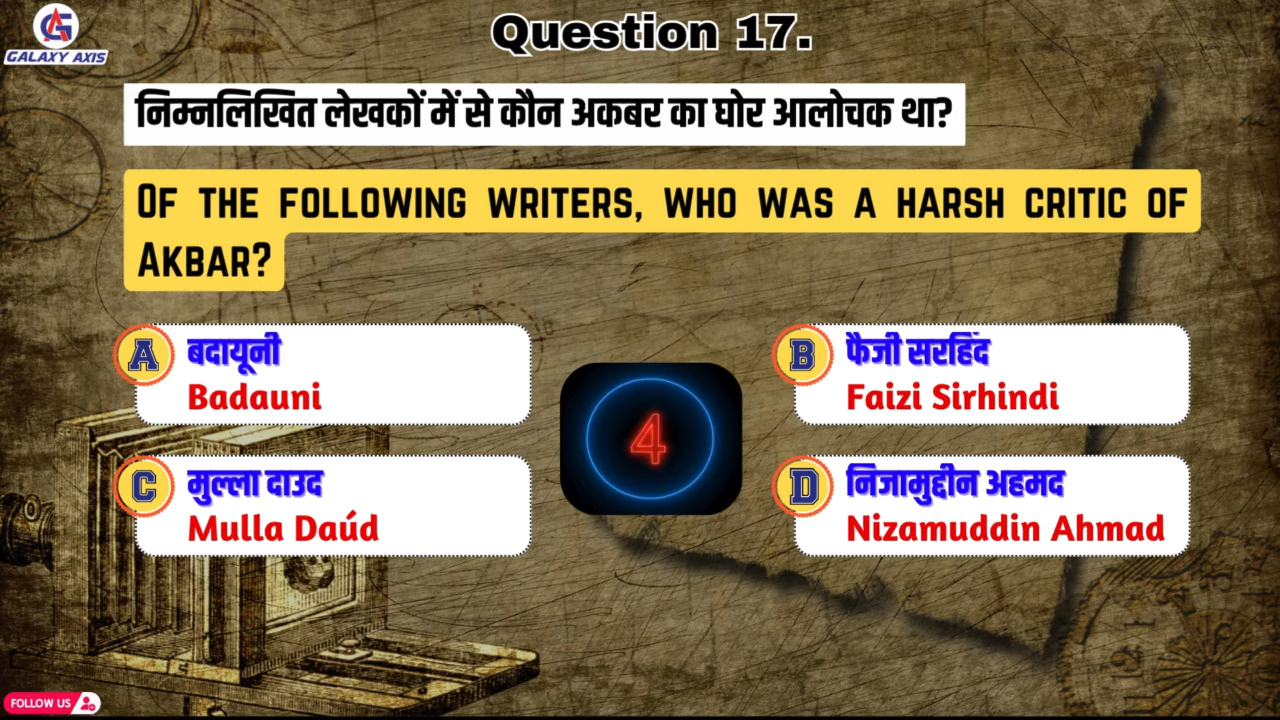 GALAXY AXIS
Question 17.
निम्नलिखित लेखकों में से कौन अकबर का घोर आलोचक था?
OF THE FOLLOWING WRITERS, WHO WAS A HARSH CRITIC OF
AKBAR?
A
बदायूनी
Badauni
B
फैजी सरहिंद
Faizi Sirhindi
4
C
मुल्ला दाउद
Mulla Daúd
D
निजामुद्दीन अहमद
Nizamuddin Ahmad
FOLLOW US